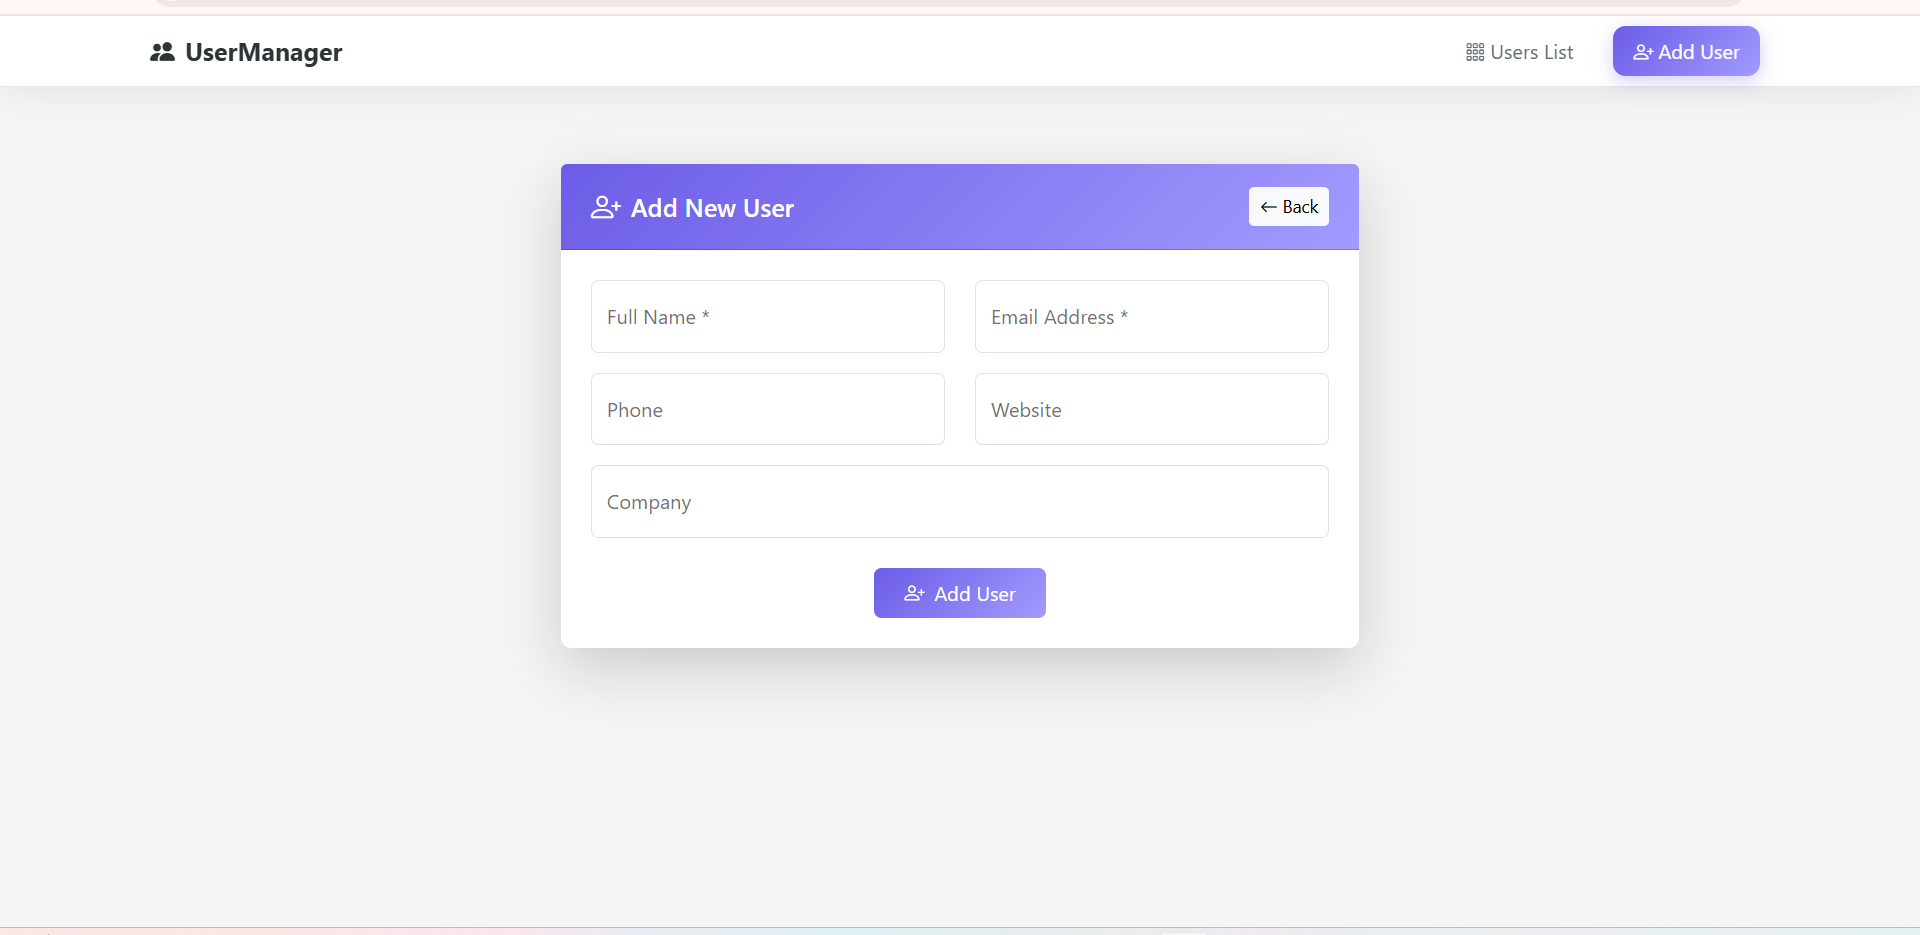 UserManager
Users List
Add User
Add New User
Back
Full Name *
Email Address *
Phone
Website
Company
Add User